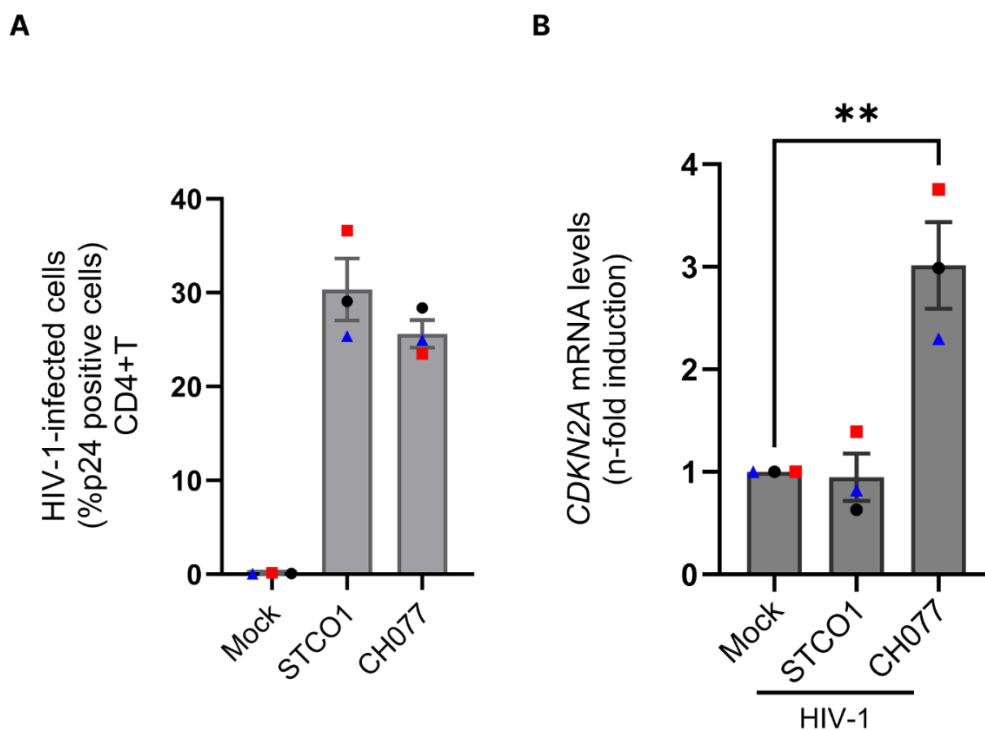 A
HIV-1-infected cells
(%p24 positive cells)
CD4+T
40
30
20
10
0
Mock
STCO1
CH077
B
**
CDKN2A mRNA levels
(n-fold induction)
4
3
2
1
0
Mock
STCO1
CH077
HIV-1